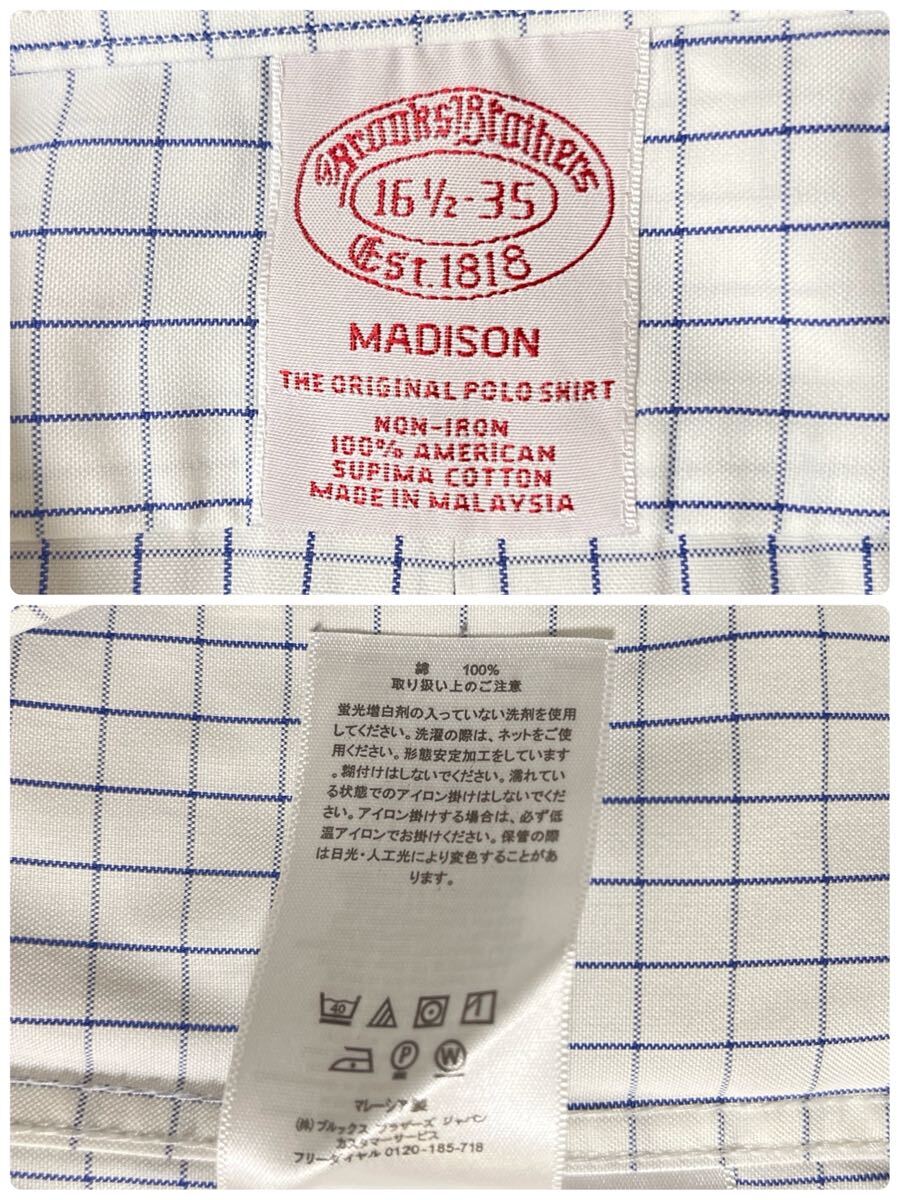 Brooks Brothers
16½-35
Est. 1818
MADISON
THE ORIGINAL POLO SHIRT
NON-IRON
100% AMERICAN
SUPIMA COTTON
MADE IN MALAYSIA
綿 100%
取り扱い上のご注意
蛍光増白剤の入っていない洗剤を使用
してください。洗濯の際は、ネットをご使
用ください。形態安定加工をしています
。糊付けはしないでください。濡れてい
る状態でのアイロン掛けはしないでくだ
さい。アイロン掛けする場合は、必ず低
温アイロンでお掛けください。保管の際
は日光・人工光により変色することがあ
ります。
40
P W
マレーシア製
(株)ブルックス ブラザーズ ジャパン
カスタマーサービス
フリーダイヤル 0120-185-718